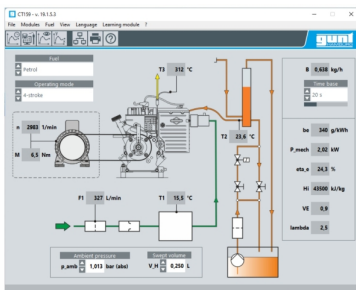 CT159 - v. 19.1.5.3
File Modules Fuel View Language Learning module ?
gunt
Fuel
Petrol
Operating mode
4-stroke
T3 312 °C
B 0,638 kg/h
Time base
20 s
n 2983 1/min
M 6,5 Nm
T2 23,6 °C
be 340 g/kWh
P_mech 2,02 kW
eta_e 24,3 %
Hi 43500 kJ/kg
VE 0,9
lambda 2,5
F1 327 L/min
T1 15,5 °C
Ambient pressure
p_amb 1,013 bar (abs)
Swept volume
V_H 0,250 L